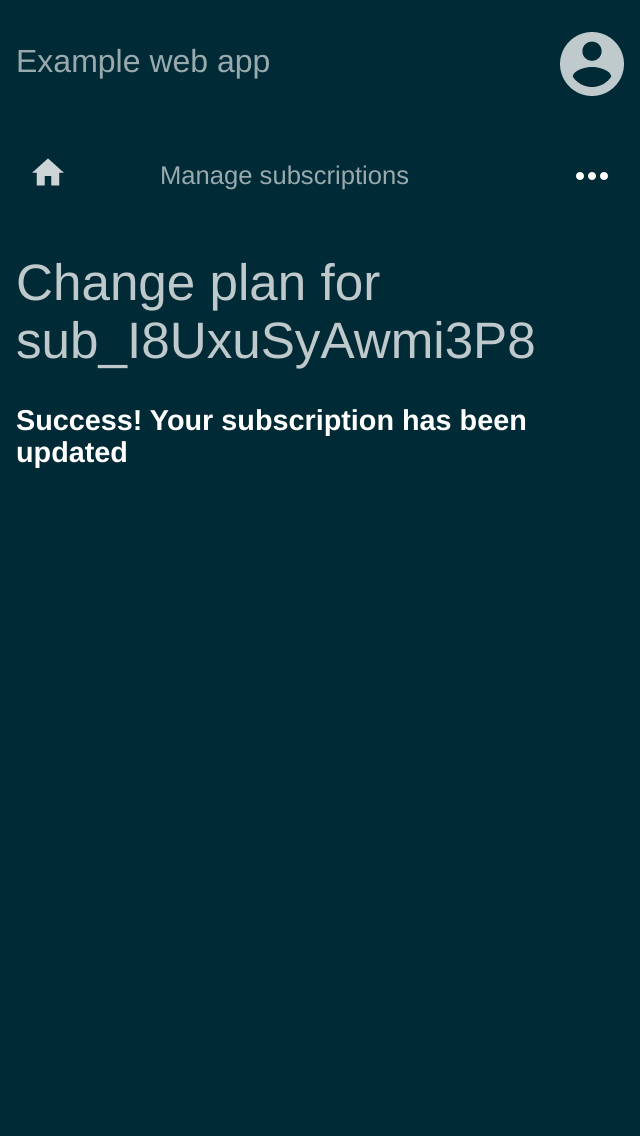 Example web app
Manage subscriptions
Change plan for
sub_I8UxuSyAwmi3P8
Success! Your subscription has been
updated